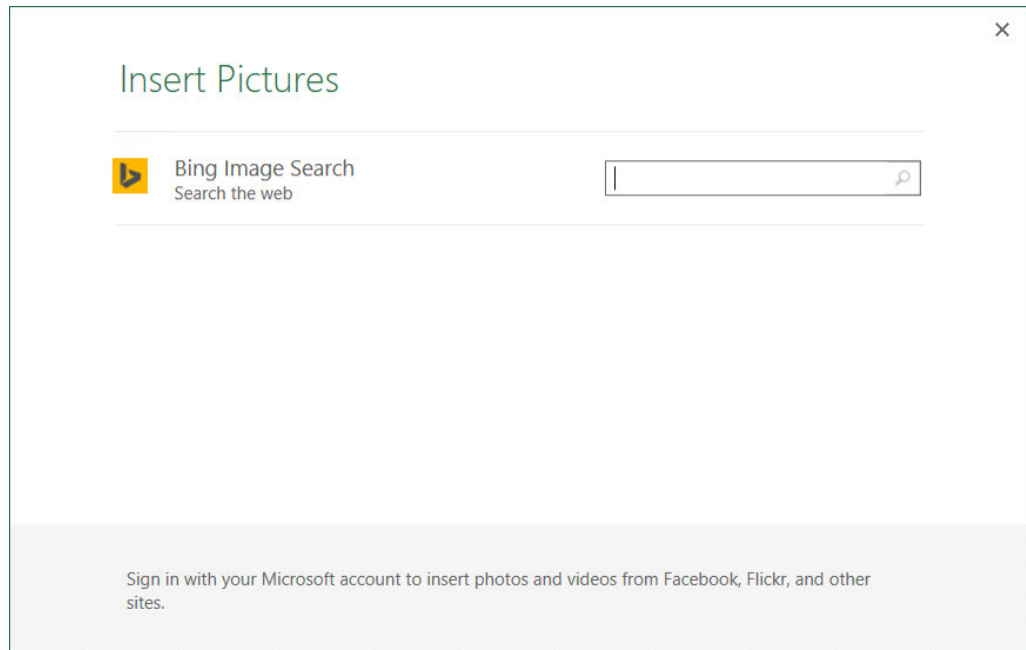 Insert Pictures
Bing Image Search
Search the web
Sign in with your Microsoft account to insert photos and videos from Facebook, Flickr, and other
sites.